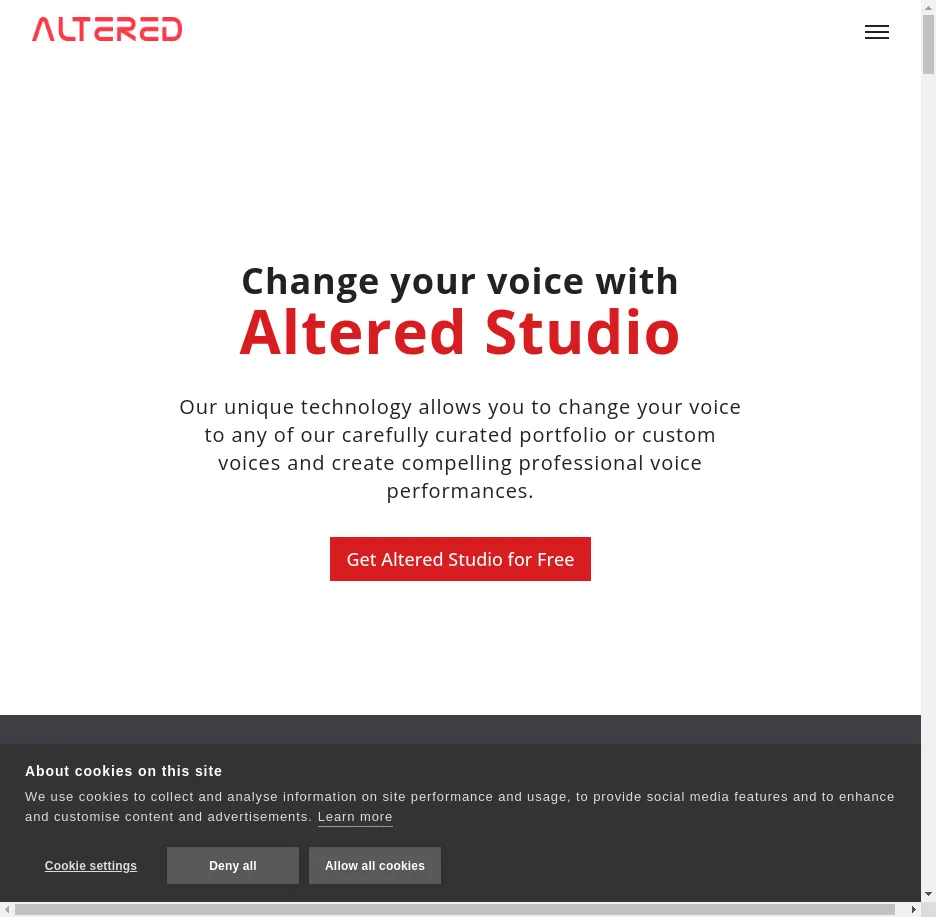 ALTERED
Change your voice with
Altered Studio
Our unique technology allows you to change your voice
to any of our carefully curated portfolio or custom
voices and create compelling professional voice
performances.
Get Altered Studio for Free
About cookies on this site
We use cookies to collect and analyse information on site performance and usage, to provide social media features and to enhance
and customise content and advertisements. Learn more
Cookie settings Deny all Allow all cookies